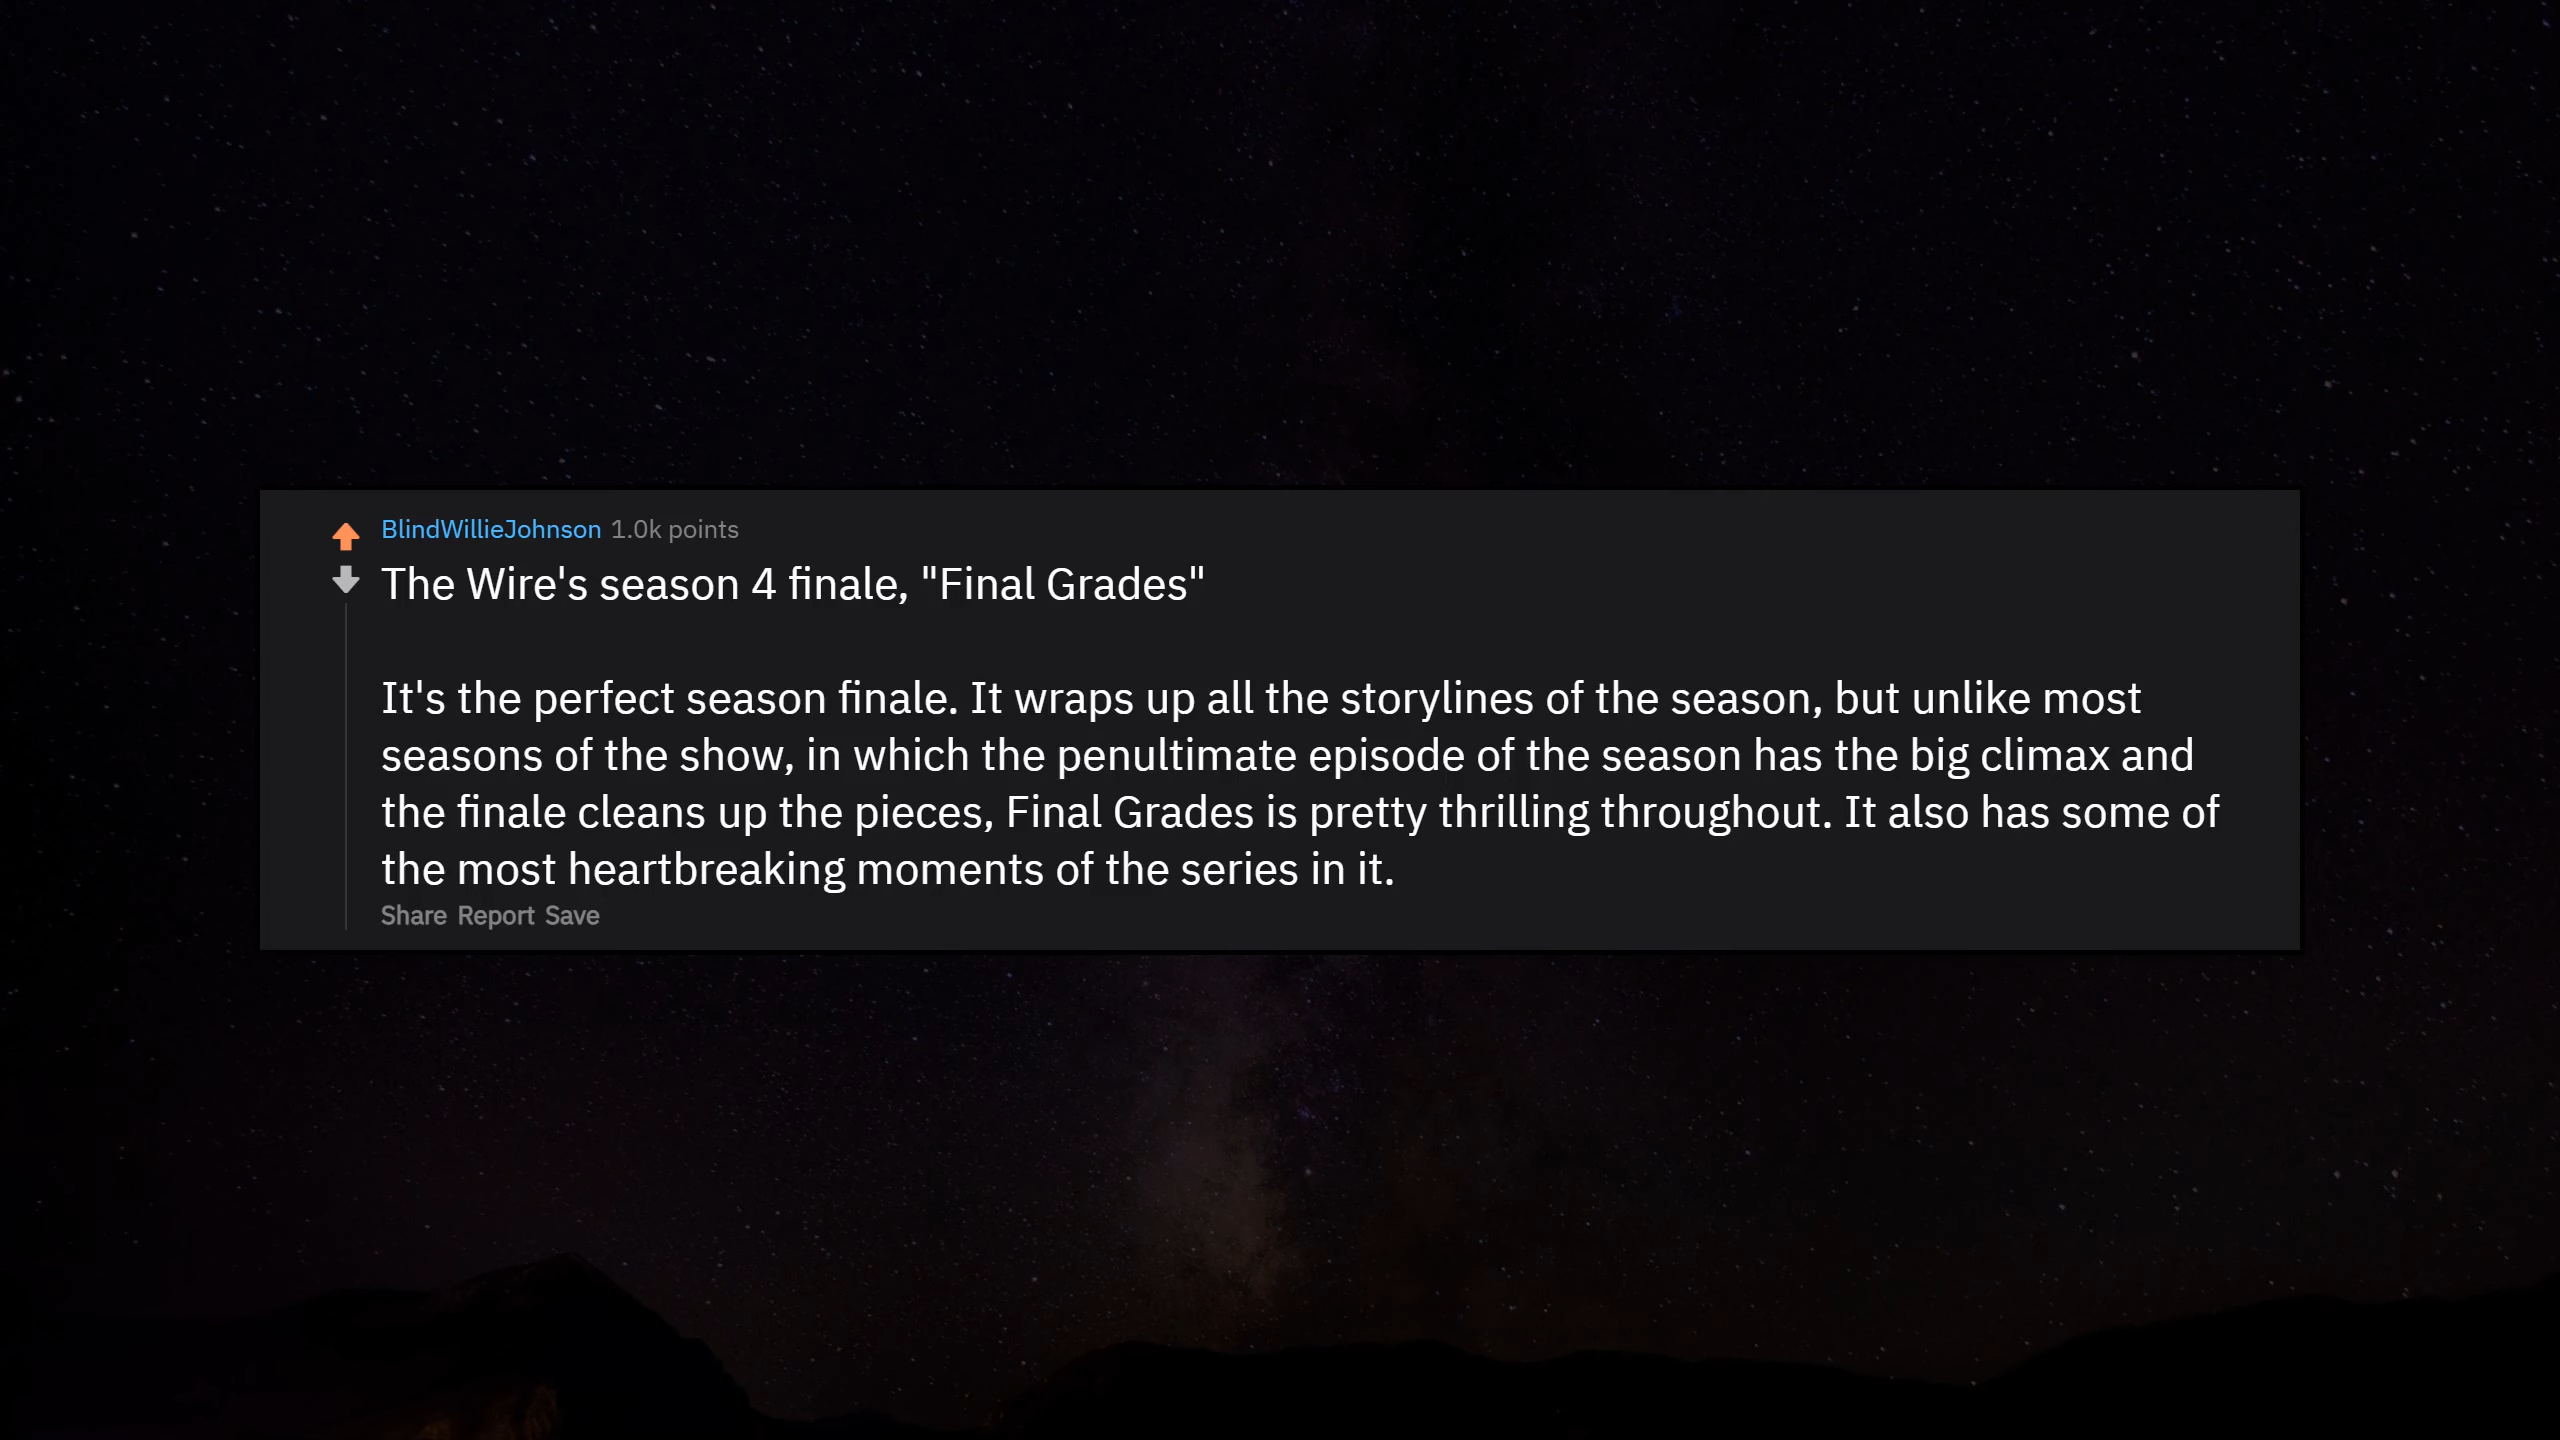 BlindWillieJohnson 1.0k points
The Wire's season 4 finale, "Final Grades"
It's the perfect season finale. It wraps up all the storylines of the season, but unlike most
seasons of the show, in which the penultimate episode of the season has the big climax and
the finale cleans up the pieces, Final Grades is pretty thrilling throughout. It also has some of
the most heartbreaking moments of the series in it.
Share Report Save